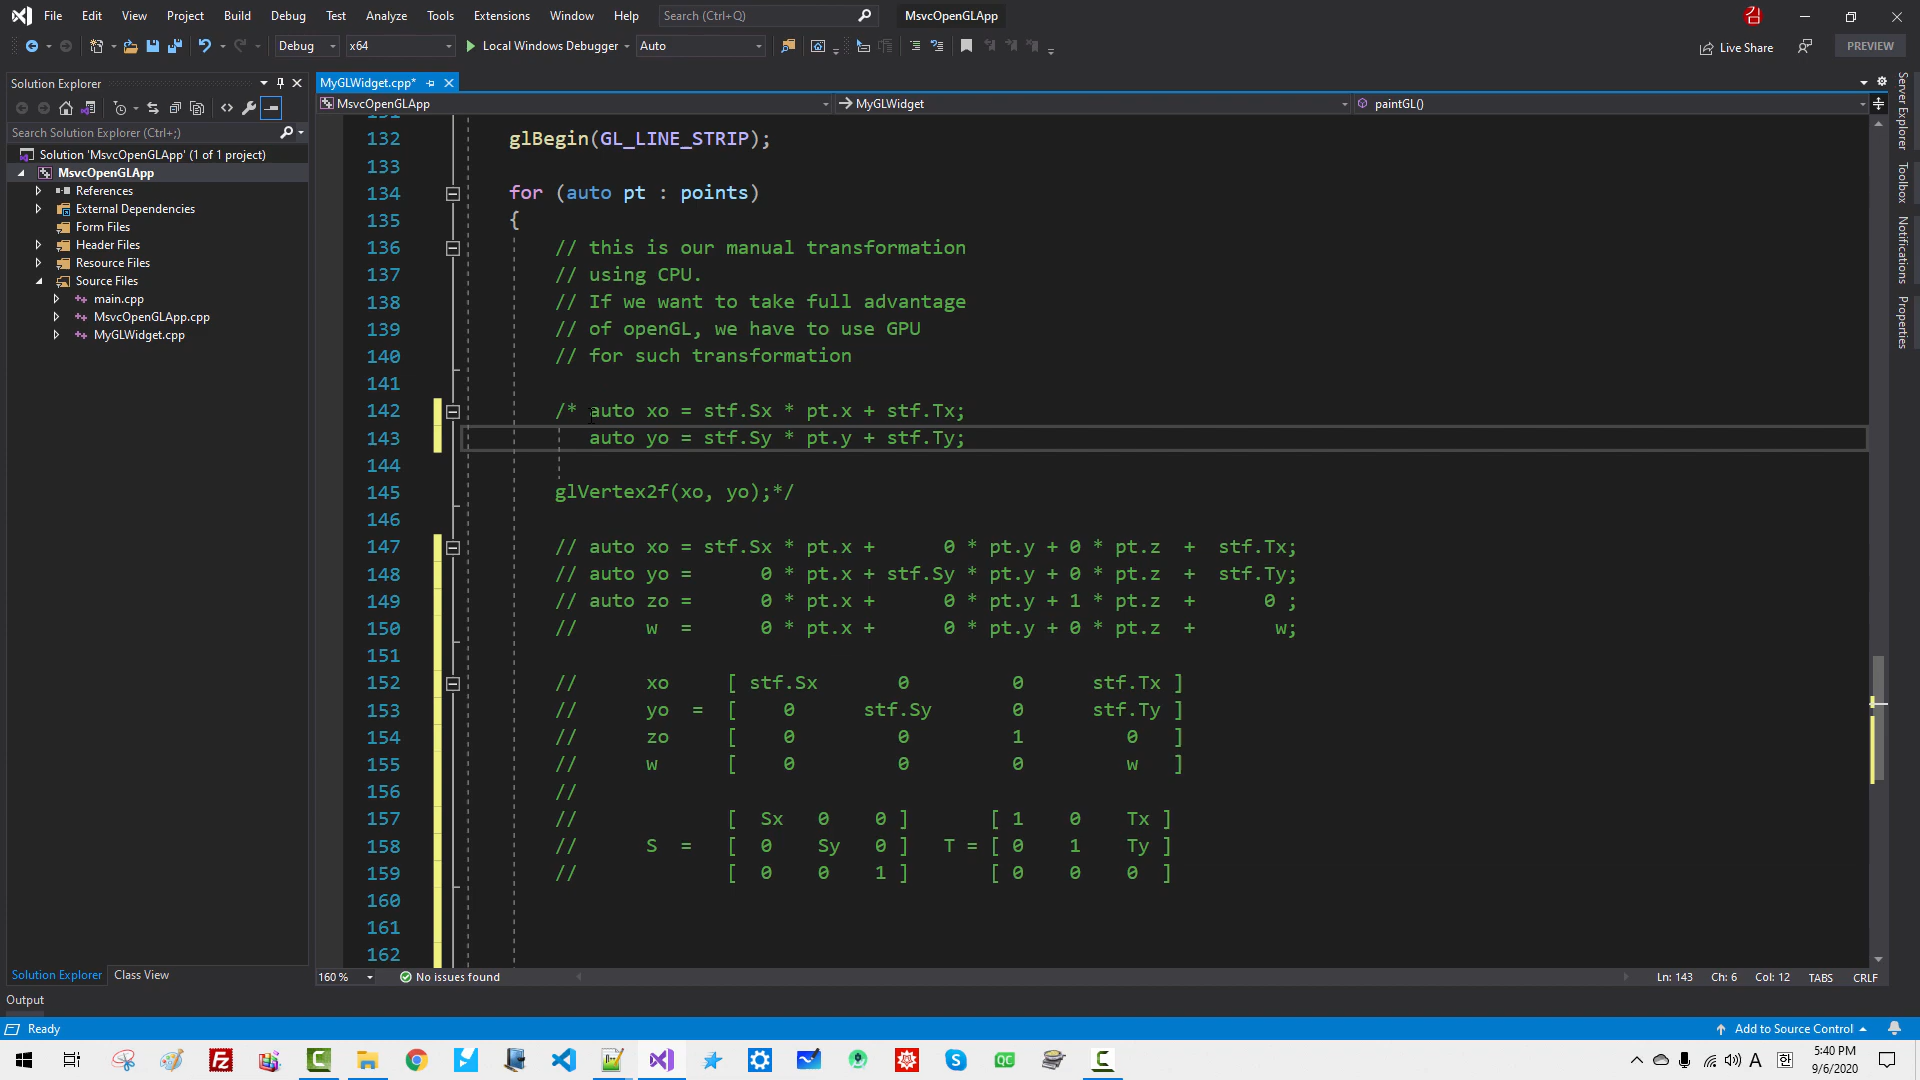 File Edit View Project Build Debug Test Analyze Tools Extensions Window Help Search (Ctrl+Q) MsvcOpenGLApp 김
Debug x64 Local Windows Debugger Auto Live Share PREVIEW
Solution Explorer
Search Solution Explorer (Ctrl+;)
Solution 'MsvcOpenGLApp' (1 of 1 project)
MsvcOpenGLApp
References
External Dependencies
Form Files
Header Files
Resource Files
Source Files
main.cpp
MsvcOpenGLApp.cpp
MyGLWidget.cpp
Solution Explorer Class View
MyGLWidget.cpp*
MsvcOpenGLApp MyGLWidget paintGL()
132 glBegin(GL_LINE_STRIP);
133
134 for (auto pt : points)
135 {
136 // this is our manual transformation
137 // using CPU.
138 // If we want to take full advantage
139 // of openGL, we have to use GPU
140 // for such transformation
141
142 /* auto xo = stf.Sx * pt.x + stf.Tx;
143 auto yo = stf.Sy * pt.y + stf.Ty;
144
145 glVertex2f(xo, yo);*/
146
147 // auto xo = stf.Sx * pt.x + 0 * pt.y + 0 * pt.z + stf.Tx;
148 // auto yo = 0 * pt.x + stf.Sy * pt.y + 0 * pt.z + stf.Ty;
149 // auto zo = 0 * pt.x + 0 * pt.y + 1 * pt.z + 0 ;
150 // w = 0 * pt.x + 0 * pt.y + 0 * pt.z + w;
151
152 // xo [ stf.Sx 0 0 stf.Tx ]
153 // yo = [ 0 stf.Sy 0 stf.Ty ]
154 // zo [ 0 0 1 0 ]
155 // w [ 0 0 0 w ]
156 //
157 // [ Sx 0 0 ] [ 1 0 Tx ]
158 // S = [ 0 Sy 0 ] T = [ 0 1 Ty ]
159 // [ 0 0 1 ] [ 0 0 0 ]
160
161
162
160 % No issues found Ln: 143 Ch: 6 Col: 12 TABS CRLF
Server Explorer
Toolbox
Notifications
Properties
Output
Ready Add to Source Control
QC A 한 5:40 PM
9/6/2020